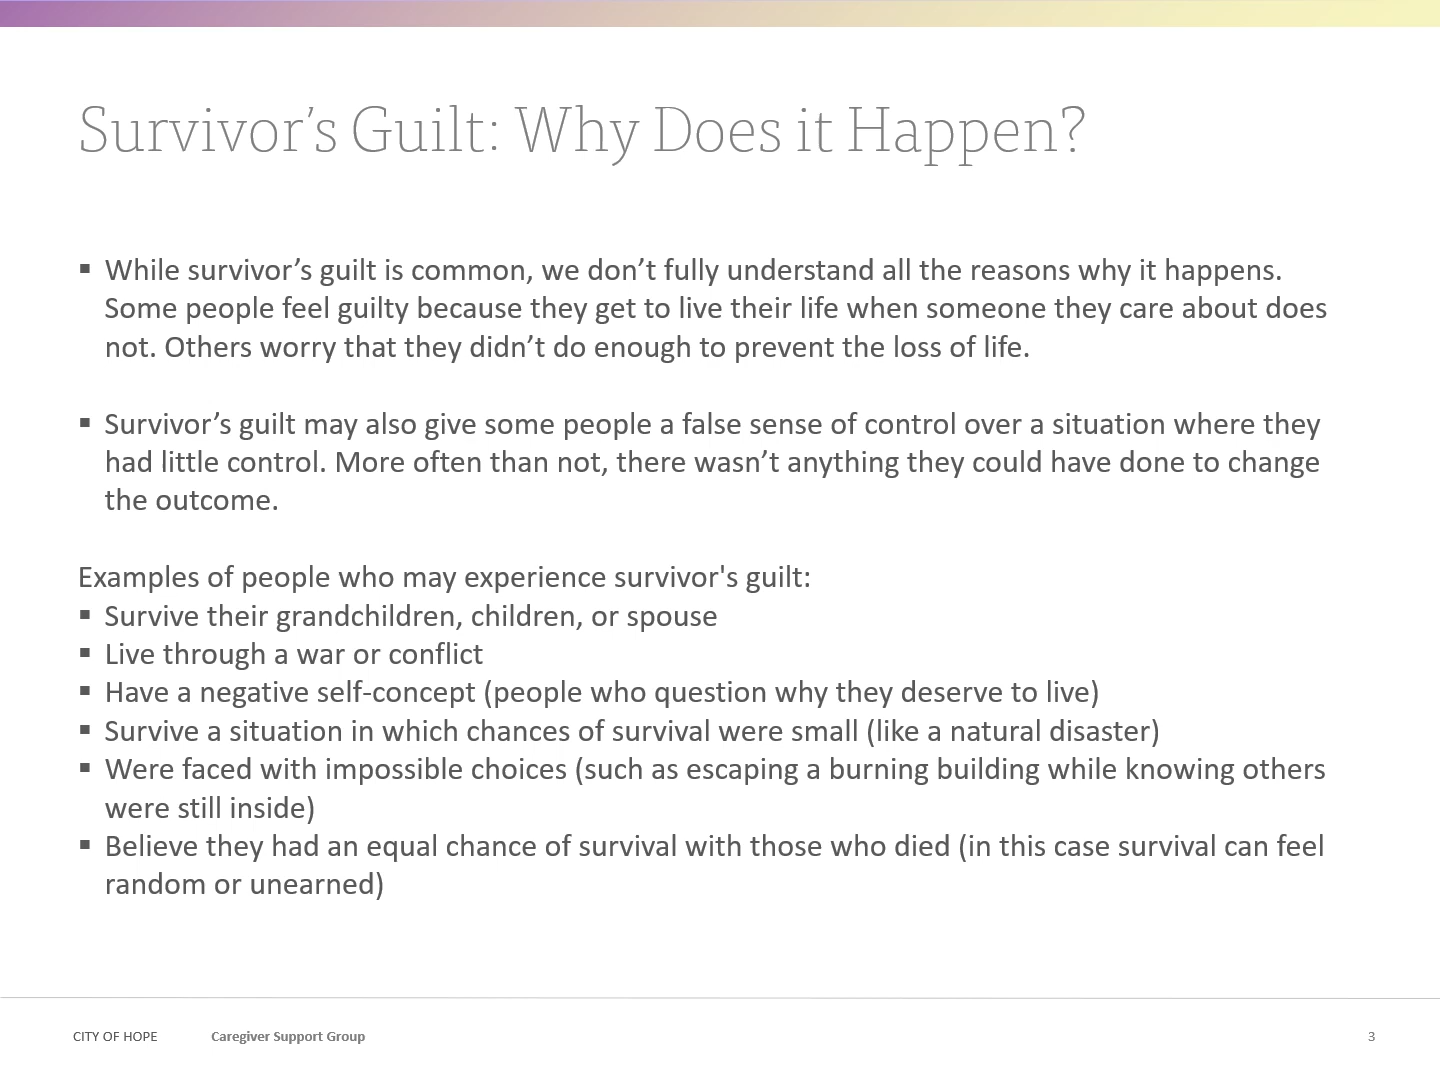 Survivor’s Guilt: Why Does it Happen?
▪ While survivor’s guilt is common, we don’t fully understand all the reasons why it happens.
Some people feel guilty because they get to live their life when someone they care about does
not. Others worry that they didn’t do enough to prevent the loss of life.
▪ Survivor’s guilt may also give some people a false sense of control over a situation where they
had little control. More often than not, there wasn’t anything they could have done to change
the outcome.
Examples of people who may experience survivor's guilt:
▪ Survive their grandchildren, children, or spouse
▪ Live through a war or conflict
▪ Have a negative self-concept (people who question why they deserve to live)
▪ Survive a situation in which chances of survival were small (like a natural disaster)
▪ Were faced with impossible choices (such as escaping a burning building while knowing others
were still inside)
▪ Believe they had an equal chance of survival with those who died (in this case survival can feel
random or unearned)
CITY OF HOPE Caregiver Support Group 3